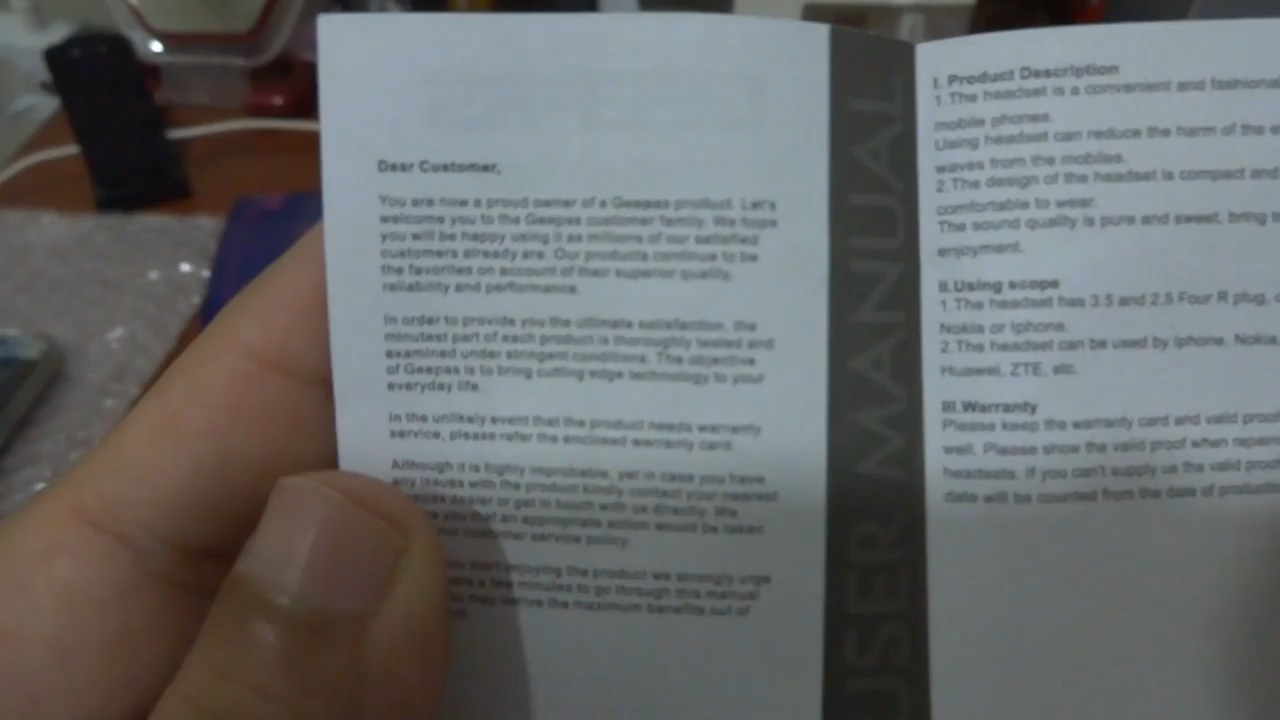 Dear Customer,
You are now a proud owner of a Geepas product. Let's
welcome you to the Geepas customer family. We hope
you will be happy using it as millions of our satisfied
customers already are. Our products continue to be
the favorites on account of their superior quality,
reliability and performance.
In order to provide you the ultimate satisfaction, the
minutest part of each product is thoroughly tested and
examined under stringent conditions. The objective
of Geepas is to bring cutting edge technology to your
everyday life.
In the unlikely event that the product needs warranty
service, please refer the enclosed warranty card.
Although it is highly improbable, yet in case you have
any issues with the product kindly contact your nearest
dealer or get in touch with us directly. We
you that an appropriate action would be taken
our customer service policy.
start enjoying the product we strongly urge
a few minutes to go through this manual
may derive the maximum benefits out of
USER MANUAL
I. Product Description
1.The headset is a convenient and fashiona
mobile phones.
Using headset can reduce the harm of the e
waves from the mobiles.
2.The design of the headset is compact and
comfortable to wear.
The sound quality is pure and sweet, bring
enjoyment.
II.Using scope
1.The headset has 3.5 and 2.5 Four R plug,
Nokia or Iphone.
2.The headset can be used by Iphone, Nokia,
Huawei, ZTE, etc.
III.Warranty
Please keep the warranty card and valid proof
well. Please show the valid proof when repaire
headsets. If you can't supply us the valid proof
date will be counted from the date of producti